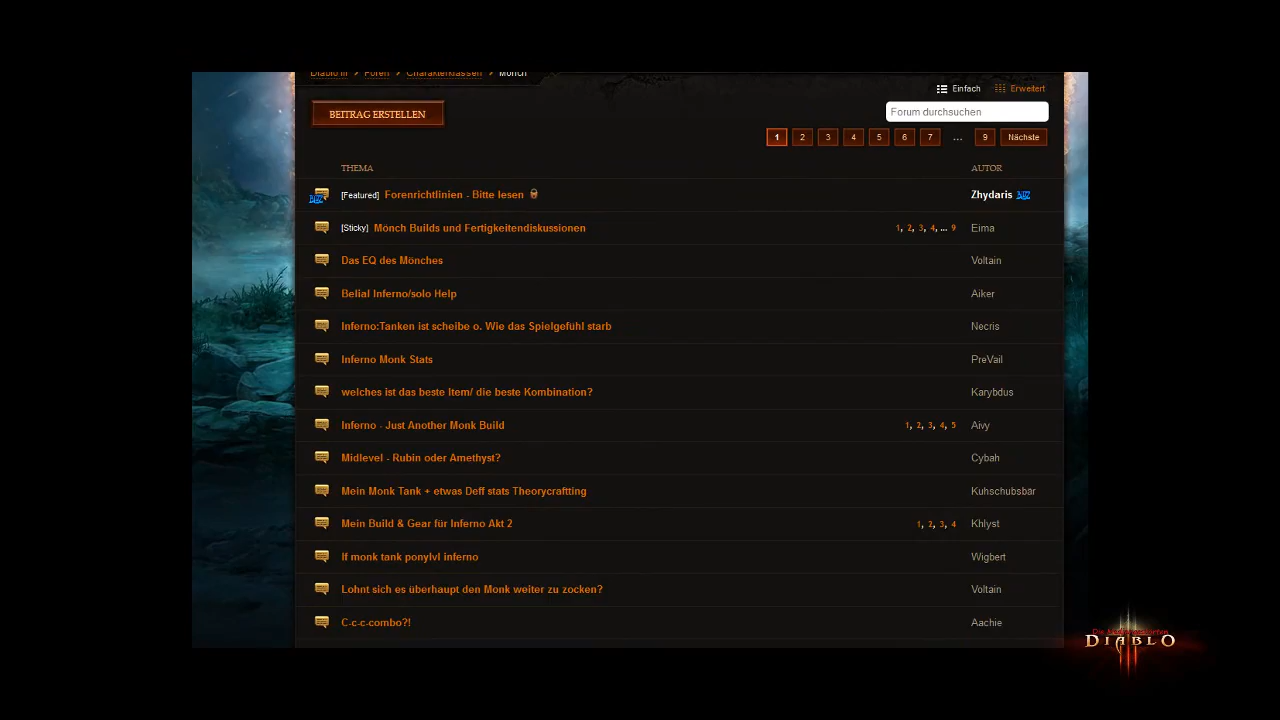 Diablo III > Foren > Charakterklassen > Mönch
Einfach Erweitert
BEITRAG ERSTELLEN
Forum durchsuchen
1 2 3 4 5 6 7 ... 9 Nächste
THEMA AUTOR
[Featured] Forenrichtlinien - Bitte lesen Zhydaris
[Sticky] Mönch Builds und Fertigkeitendiskussionen 1, 2, 3, 4, ... 9 Eima
Das EQ des Mönches Voltain
Belial Inferno/solo Help Aiker
Inferno:Tanken ist scheibe o. Wie das Spielgefühl starb Necris
Inferno Monk Stats PreVail
welches ist das beste Item/ die beste Kombination? Karybdus
Inferno - Just Another Monk Build 1, 2, 3, 4, 5 Aivy
Midlevel - Rubin oder Amethyst? Cybah
Mein Monk Tank + etwas Deff stats Theorycraftting Kuhschubsbär
Mein Build & Gear für Inferno Akt 2 1, 2, 3, 4 Khlyst
If monk tank ponylvl inferno Wigbert
Lohnt sich es überhaupt den Monk weiter zu zocken? Voltain
C-c-c-combo?! Aachie
DIABLO